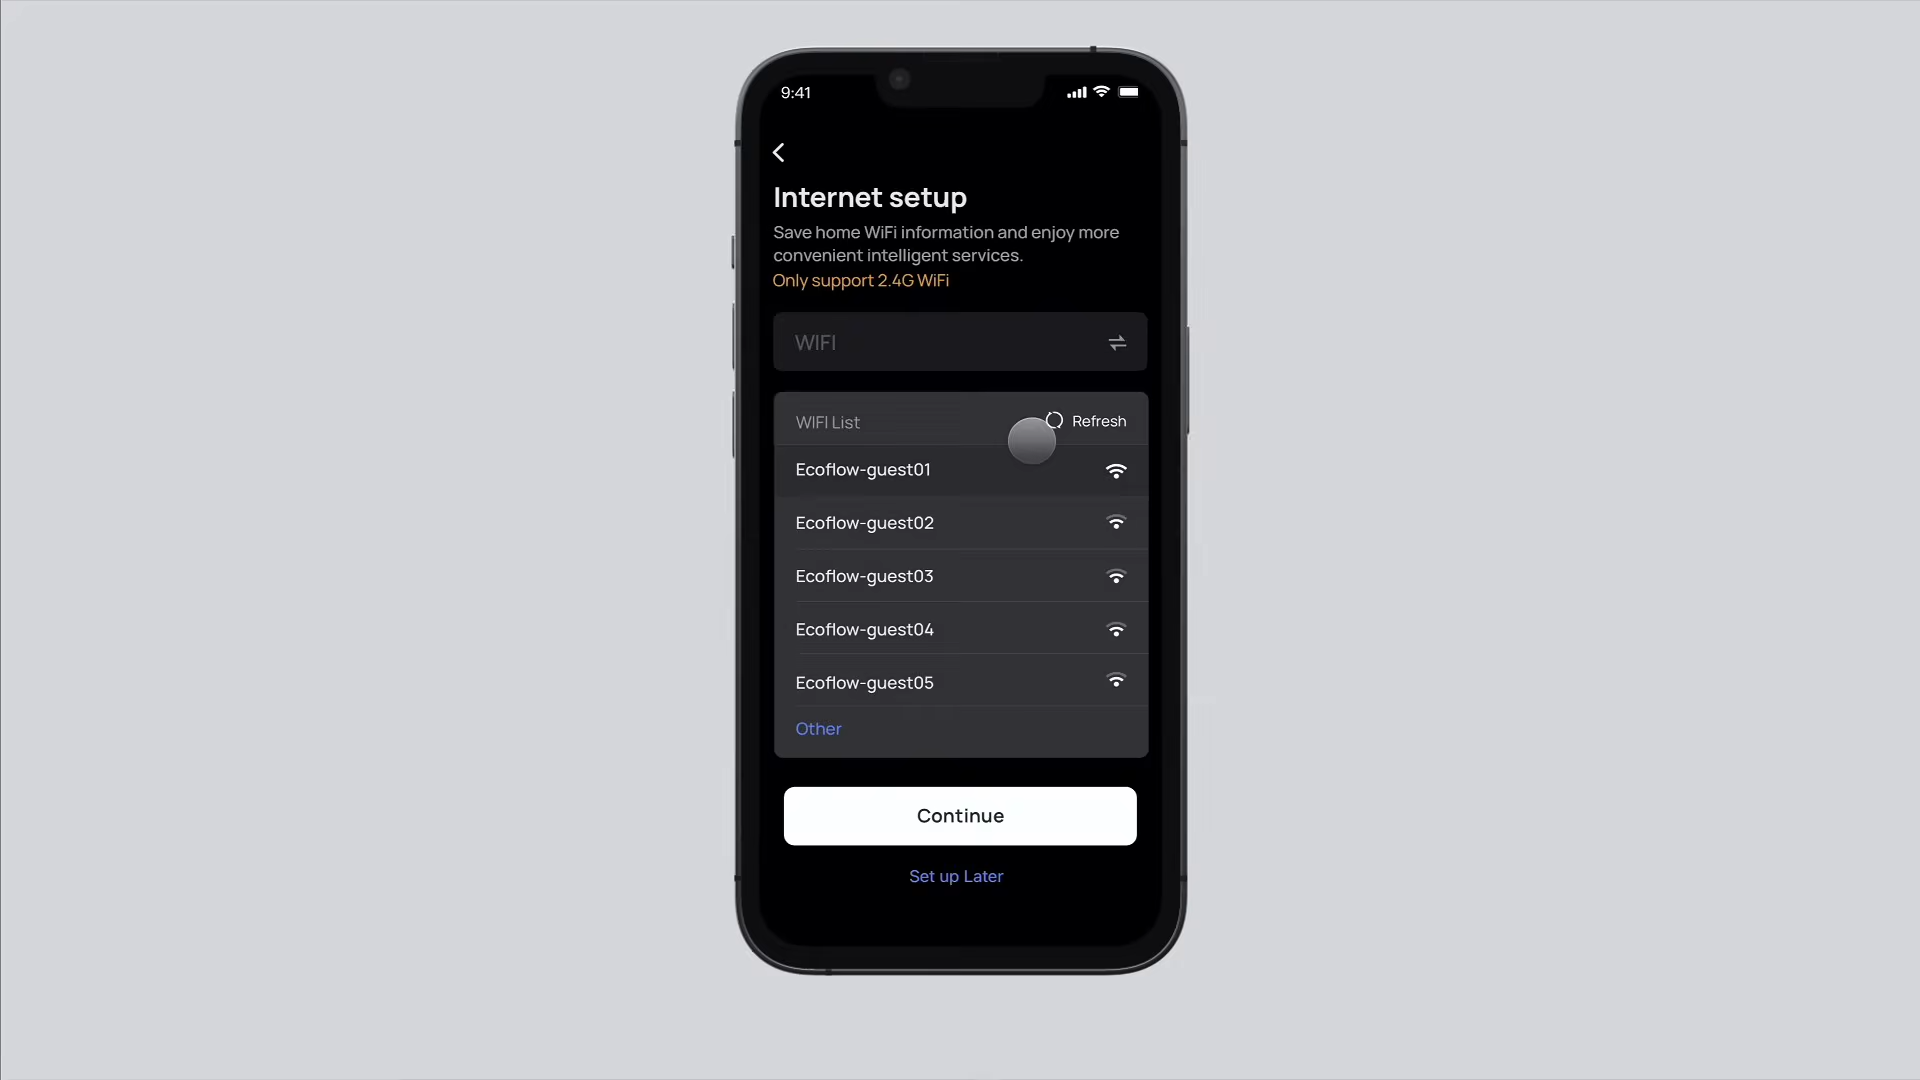 9:41
Internet setup
Save home WiFi information and enjoy more
convenient intelligent services.
Only support 2.4G WiFi
WIFI
WIFI List
Refresh
Ecoflow-guest01
Ecoflow-guest02
Ecoflow-guest03
Ecoflow-guest04
Ecoflow-guest05
Other
Continue
Set up Later